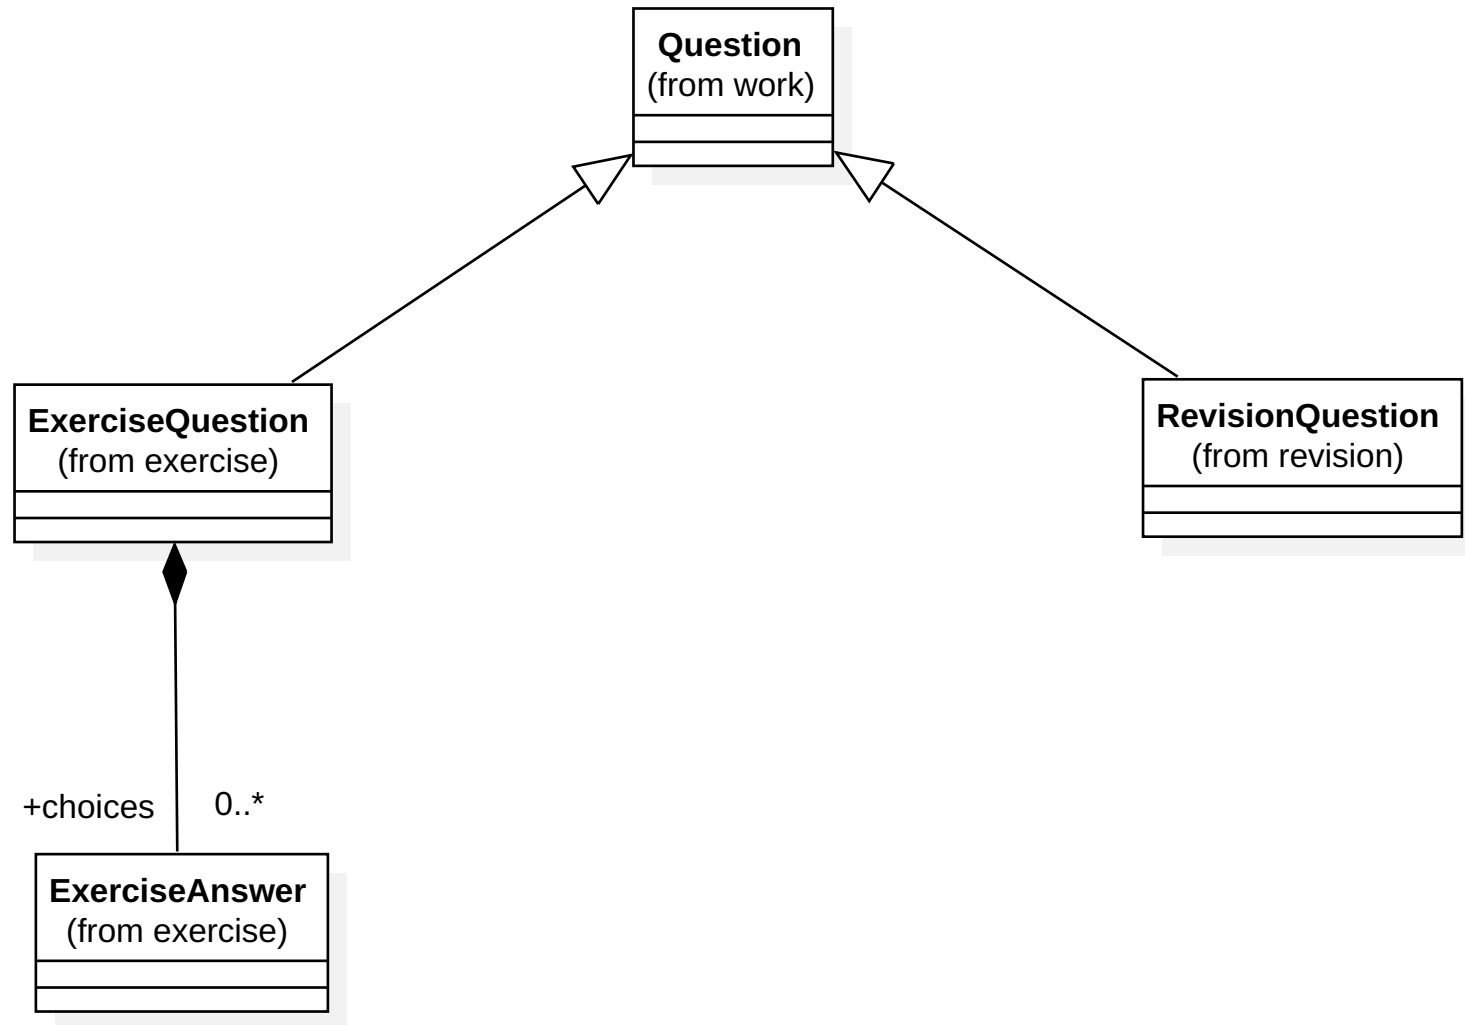 Question
(from work)
ExerciseQuestion
(from exercise)
RevisionQuestion
(from revision)
+choices
0..*
ExerciseAnswer
(from exercise)